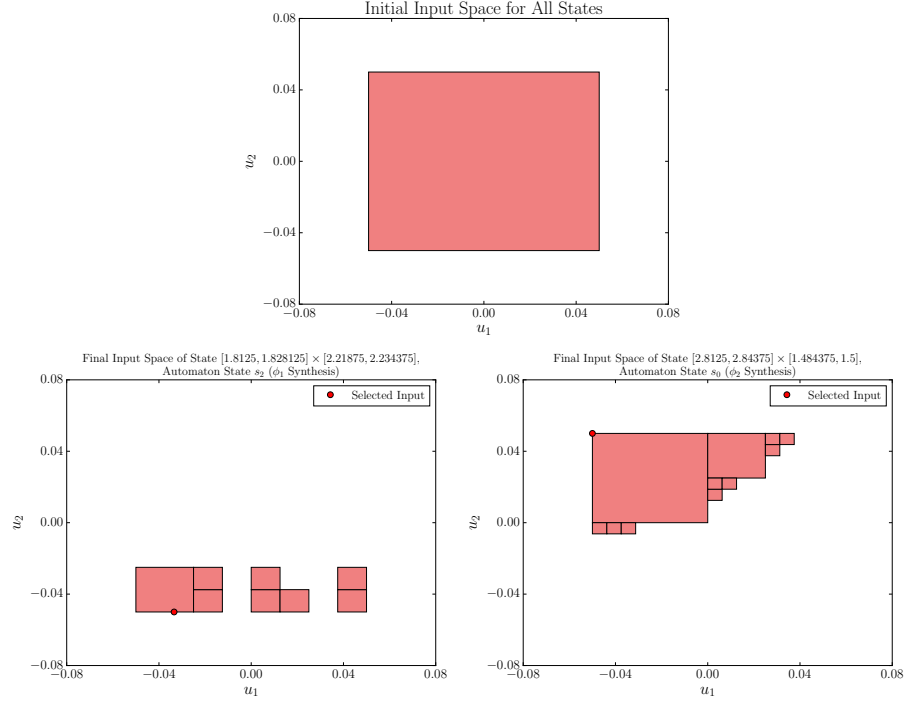 Initial Input Space for All States
0.08
0.04
0.00
−0.04
−0.08
u₂
−0.08
−0.04
0.00
0.04
0.08
u₁
Final Input Space of State [1.8125, 1.828125] × [2.21875, 2.234375],
Automaton State s₂ (ϕ₁ Synthesis)
0.08
0.04
0.00
−0.04
−0.08
u₂
Selected Input
−0.08
−0.04
0.00
0.04
0.08
u₁
Final Input Space of State [2.8125, 2.84375] × [1.484375, 1.5],
Automaton State s₀ (ϕ₂ Synthesis)
0.08
0.04
0.00
−0.04
−0.08
u₂
Selected Input
−0.08
−0.04
0.00
0.04
0.08
u₁